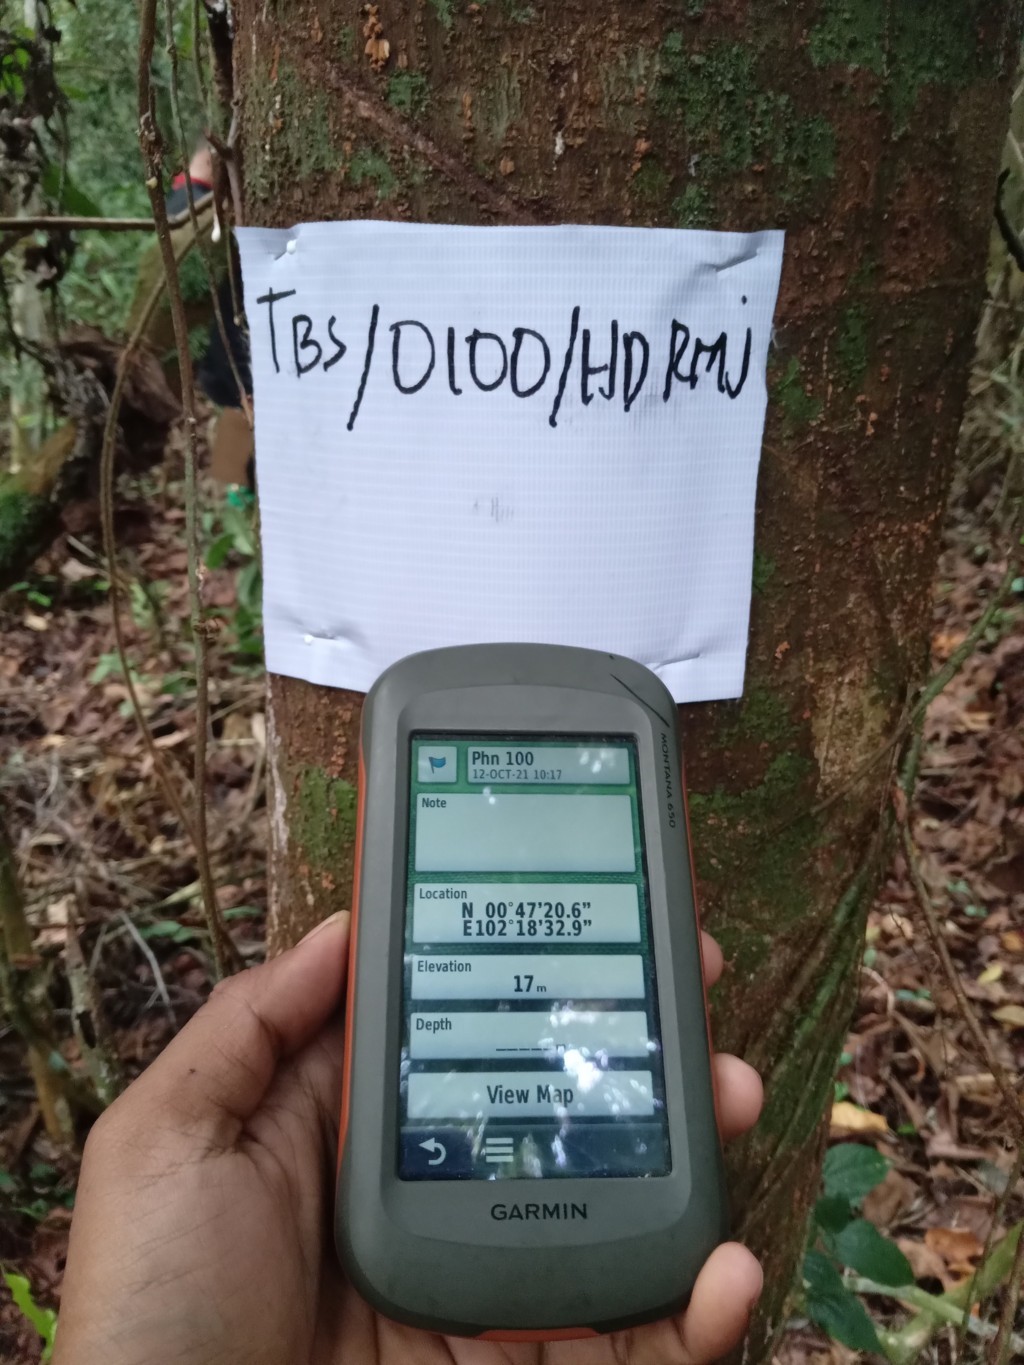 TBS/0100/HD RMJ
MONTANA 650
Phn 100
12-OCT-21 10:17
Note
Location
N 00°47'20.6"
E102°18'32.9"
Elevation
17 m
Depth
______
View Map
GARMIN